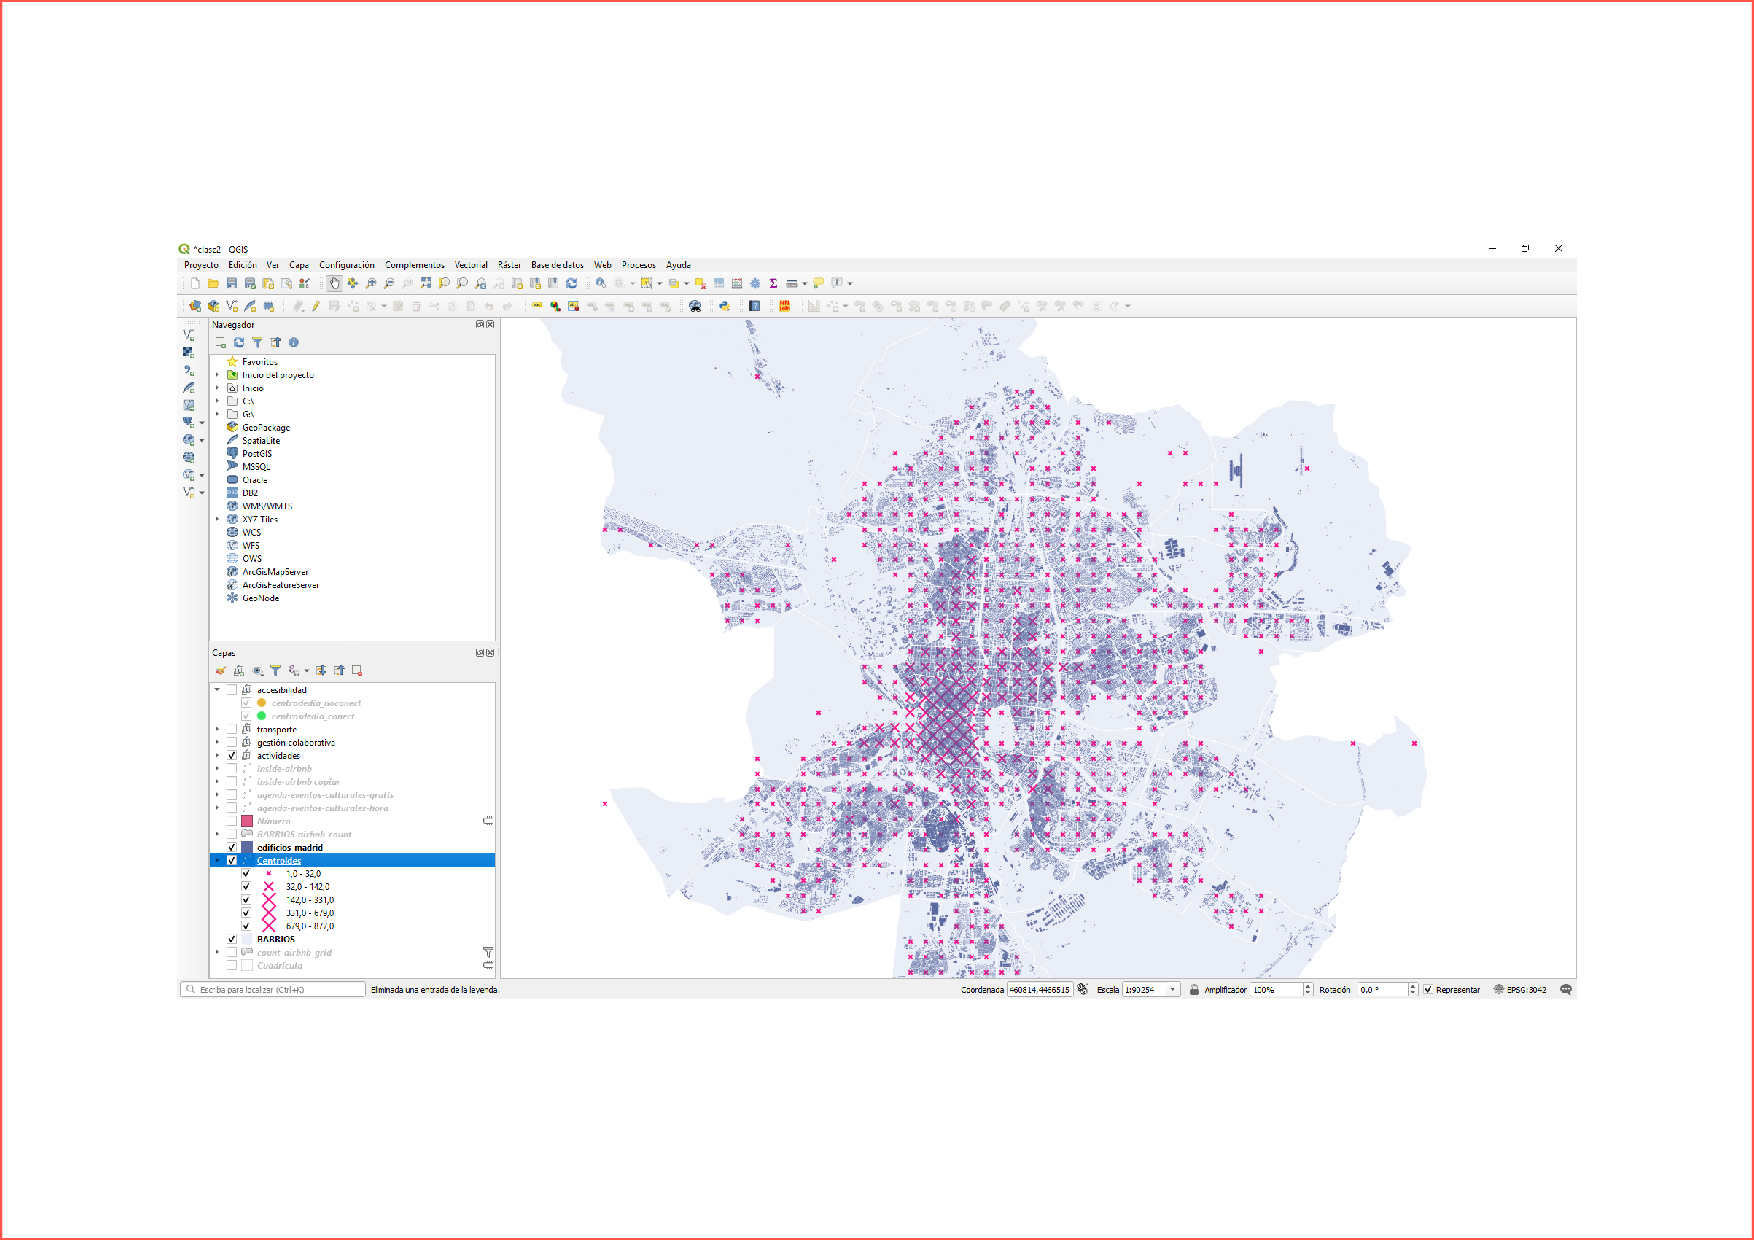 *clase2 - QGIS
Proyecto Edición Ver Capa Configuración Complementos Vectorial Ráster Base de datos Web Procesos Ayuda
Navegador
Favoritos
Inicio del proyecto
Inicio
C:\
G:\
GeoPackage
SpatiaLite
PostGIS
MSSQL
Oracle
DB2
WMS/WMTS
XYZ Tiles
WCS
WFS
OWS
ArcGisMapServer
ArcGisFeatureServer
GeoNode
Capas
accesibilidad
centrodedia_noconect
centrosdedia_conect
transporte
gestión colaborativa
actividades
inside-airbnb
inside-airbnb copiar
agenda-eventos-culturales-gratis
agenda-eventos-culturales-hora
Número
BARRIOS airbnb count
edificios madrid
Centroides
1,0 - 32,0
32,0 - 142,0
142,0 - 331,0
331,0 - 679,0
679,0 - 877,0
BARRIOS
count airbnb grid
Cuadrícula
Escriba para localizar (Ctrl+K) Eliminada una entrada de la leyenda. Coordenada 460814,4466515 Escala 1:90254 Amplificador 100% Rotación 0,0 ° Representar EPSG:3042